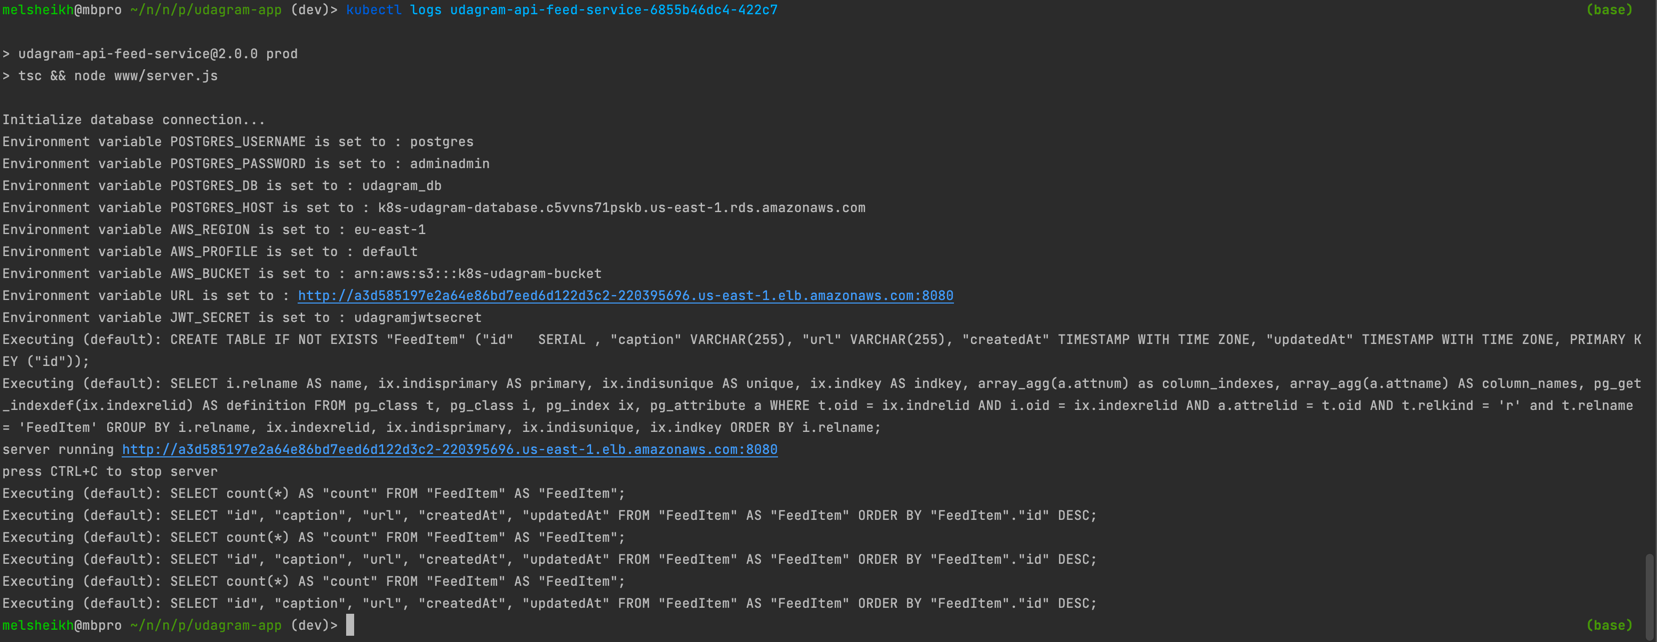 melsheikh@mbpro ~/n/n/p/udagram-app (dev)> kubectl logs udagram-api-feed-service-6855b46dc4-422c7 (base)
> udagram-api-feed-service@2.0.0 prod
> tsc && node www/server.js
Initialize database connection...
Environment variable POSTGRES_USERNAME is set to : postgres
Environment variable POSTGRES_PASSWORD is set to : adminadmin
Environment variable POSTGRES_DB is set to : udagram_db
Environment variable POSTGRES_HOST is set to : k8s-udagram-database.c5vvns71pskb.us-east-1.rds.amazonaws.com
Environment variable AWS_REGION is set to : eu-east-1
Environment variable AWS_PROFILE is set to : default
Environment variable AWS_BUCKET is set to : arn:aws:s3:::k8s-udagram-bucket
Environment variable URL is set to : http://a3d585197e2a64e86bd7eed6d122d3c2-220395696.us-east-1.elb.amazonaws.com:8080
Environment variable JWT_SECRET is set to : udagramjwtsecret
Executing (default): CREATE TABLE IF NOT EXISTS "FeedItem" ("id"   SERIAL , "caption" VARCHAR(255), "url" VARCHAR(255), "createdAt" TIMESTAMP WITH TIME ZONE, "updatedAt" TIMESTAMP WITH TIME ZONE, PRIMARY K
EY ("id"));
Executing (default): SELECT i.relname AS name, ix.indisprimary AS primary, ix.indisunique AS unique, ix.indkey AS indkey, array_agg(a.attnum) as column_indexes, array_agg(a.attname) AS column_names, pg_get
_indexdef(ix.indexrelid) AS definition FROM pg_class t, pg_class i, pg_index ix, pg_attribute a WHERE t.oid = ix.indrelid AND i.oid = ix.indexrelid AND a.attrelid = t.oid AND t.relkind = 'r' and t.relname
= 'FeedItem' GROUP BY i.relname, ix.indexrelid, ix.indisprimary, ix.indisunique, ix.indkey ORDER BY i.relname;
server running http://a3d585197e2a64e86bd7eed6d122d3c2-220395696.us-east-1.elb.amazonaws.com:8080
press CTRL+C to stop server
Executing (default): SELECT count(*) AS "count" FROM "FeedItem" AS "FeedItem";
Executing (default): SELECT "id", "caption", "url", "createdAt", "updatedAt" FROM "FeedItem" AS "FeedItem" ORDER BY "FeedItem"."id" DESC;
Executing (default): SELECT count(*) AS "count" FROM "FeedItem" AS "FeedItem";
Executing (default): SELECT "id", "caption", "url", "createdAt", "updatedAt" FROM "FeedItem" AS "FeedItem" ORDER BY "FeedItem"."id" DESC;
Executing (default): SELECT count(*) AS "count" FROM "FeedItem" AS "FeedItem";
Executing (default): SELECT "id", "caption", "url", "createdAt", "updatedAt" FROM "FeedItem" AS "FeedItem" ORDER BY "FeedItem"."id" DESC;
melsheikh@mbpro ~/n/n/p/udagram-app (dev)> (base)